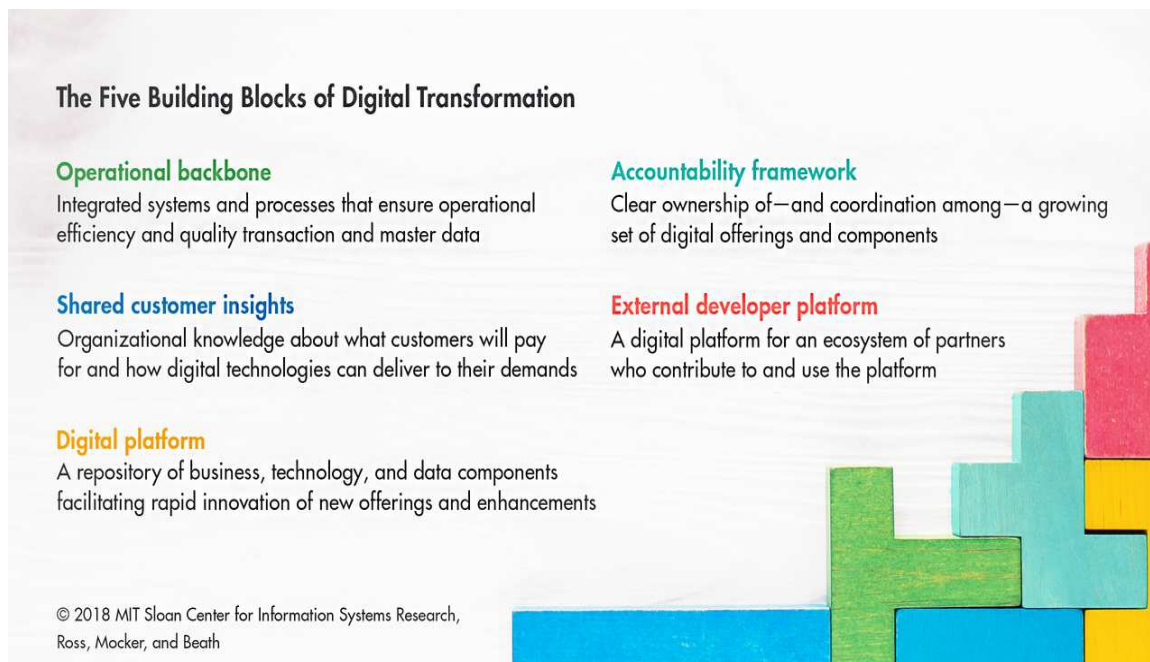 The Five Building Blocks of Digital Transformation
Operational backbone
Integrated systems and processes that ensure operational
efficiency and quality transaction and master data
Shared customer insights
Organizational knowledge about what customers will pay
for and how digital technologies can deliver to their demands
Digital platform
A repository of business, technology, and data components
facilitating rapid innovation of new offerings and enhancements
Accountability framework
Clear ownership of—and coordination among—a growing
set of digital offerings and components
External developer platform
A digital platform for an ecosystem of partners
who contribute to and use the platform
© 2018 MIT Sloan Center for Information Systems Research,
Ross, Mocker, and Beath